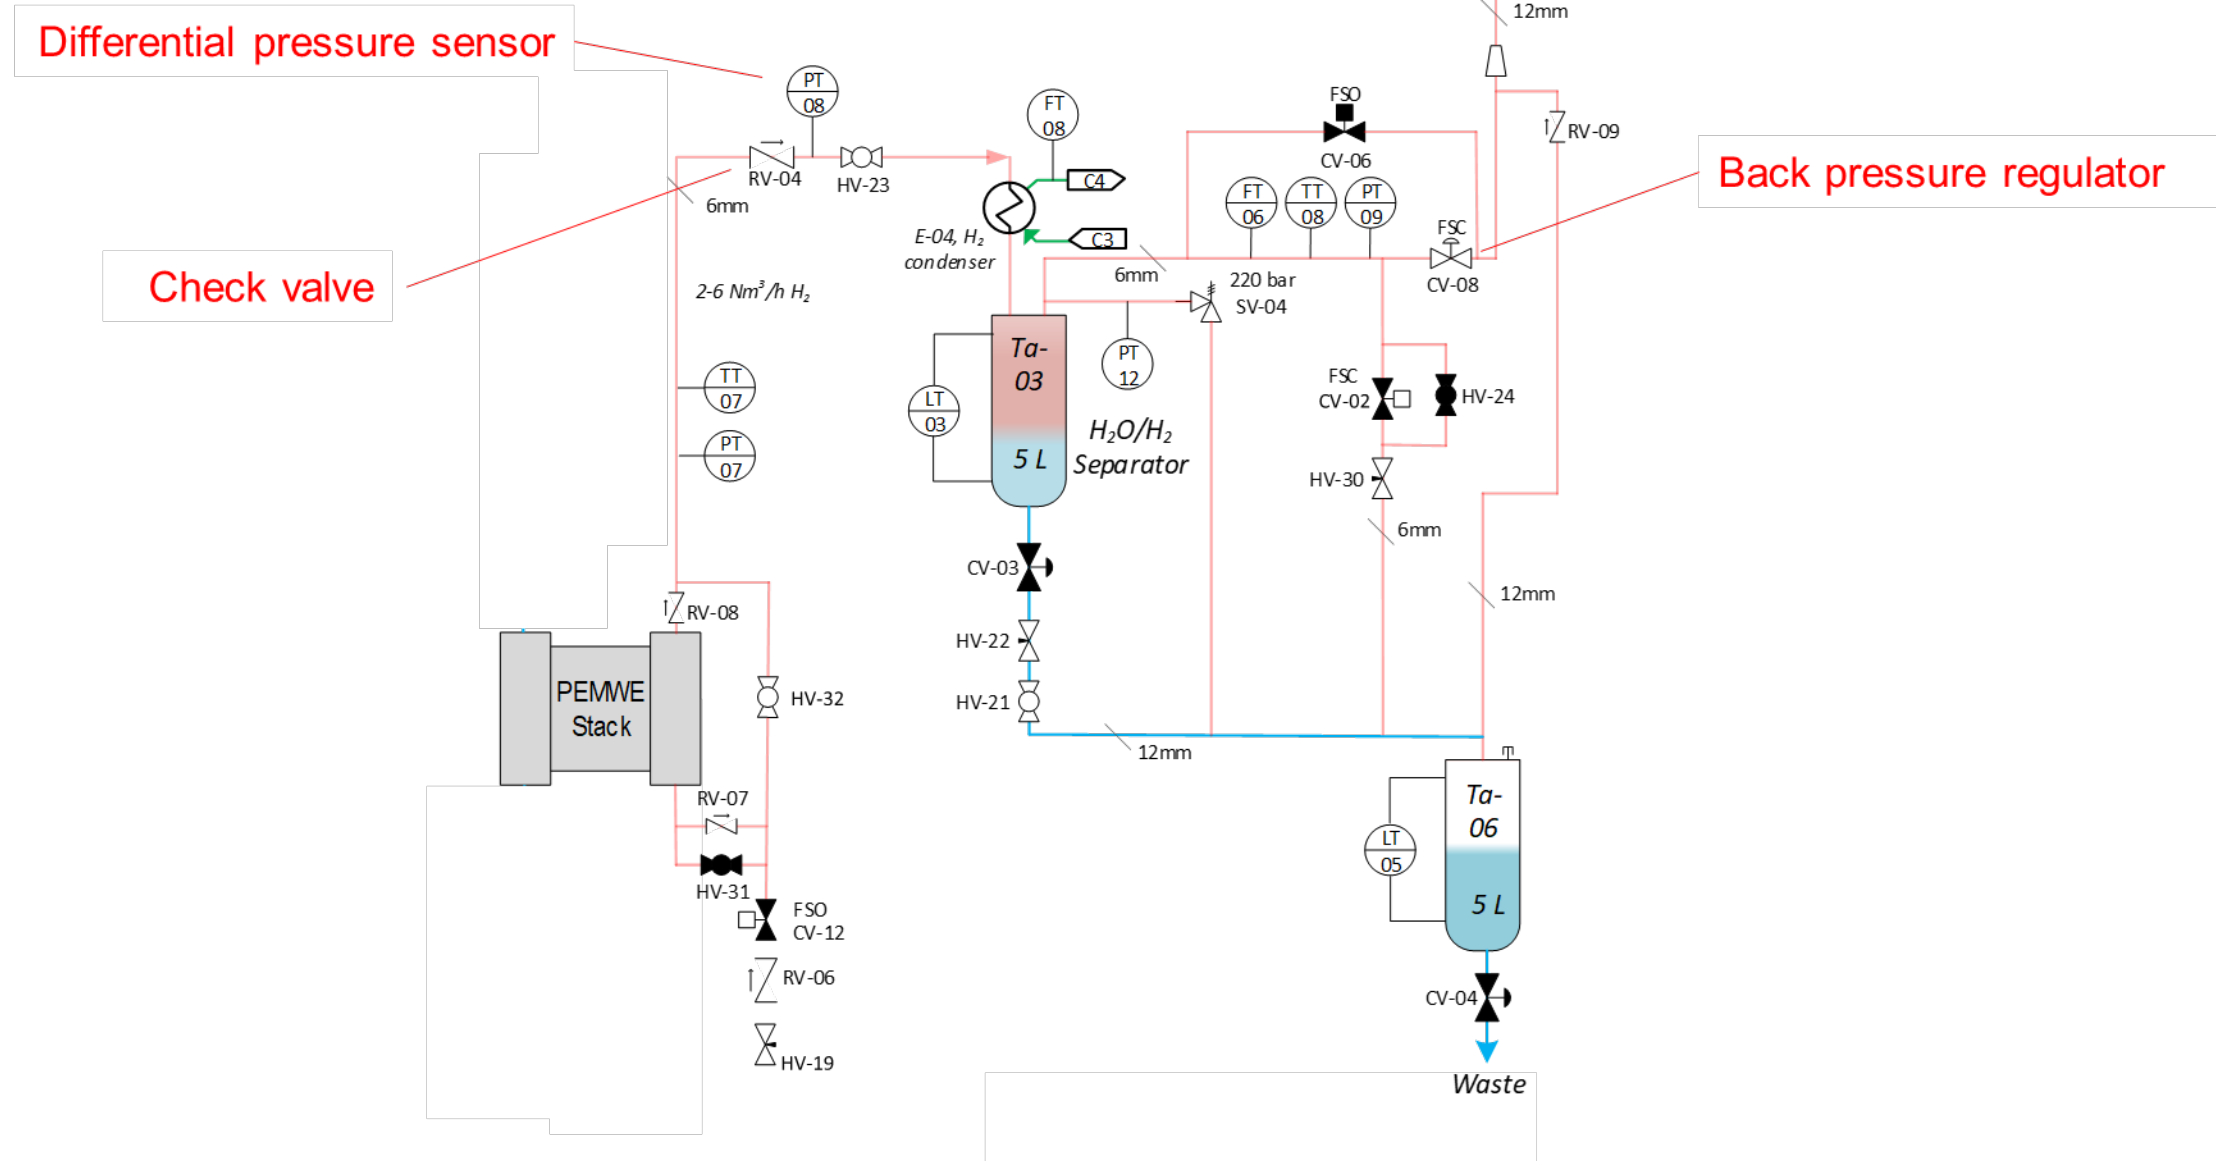 12mm
Differential pressure sensor
PT
08
FT
08
FSO
CV-06
RV-09
Back pressure regulator
RV-04
HV-23
C4
6mm
FT
06
TT
08
PT
09
FSC
CV-08
E-04, H₂
condenser
C3
Check valve
2-6 Nm³/h H₂
6mm
220 bar
SV-04
Ta-
03
PT
12
TT
07
LT
03
FSC
CV-02
HV-24
PT
07
H₂O/H₂
Separator
5 L
HV-30
6mm
CV-03
12mm
RV-08
HV-22
PEMWE
Stack
HV-32
HV-21
12mm
RV-07
Ta-
06
LT
05
HV-31
5 L
FSO
CV-12
RV-06
CV-04
HV-19
Waste